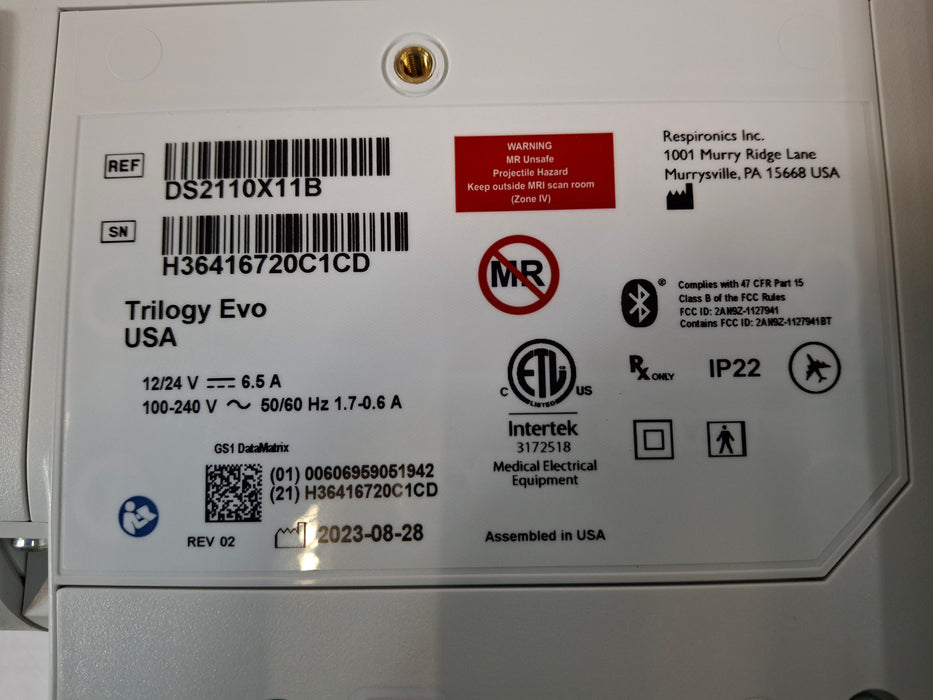 REF
DS2110X11B
SN
H36416720C1CD
Trilogy Evo
USA
12/24 V ⎓ 6.5 A
100-240 V ~ 50/60 Hz 1.7-0.6 A
GS1 DataMatrix
(01) 00606959051942
(21) H36416720C1CD
REV 02
2023-08-28
WARNING
MR Unsafe
Projectile Hazard
Keep outside MRI scan room
(Zone IV)
MR
C ETL US
LISTED
Intertek
3172518
Medical Electrical
Equipment
Assembled in USA
Respironics Inc.
1001 Murry Ridge Lane
Murrysville, PA 15668 USA
®
Complies with 47 CFR Part 15
Class B of the FCC Rules
FCC ID: 2AN9Z-1127941
Contains FCC ID: 2AN9Z-1127941BT
Rx ONLY
IP22